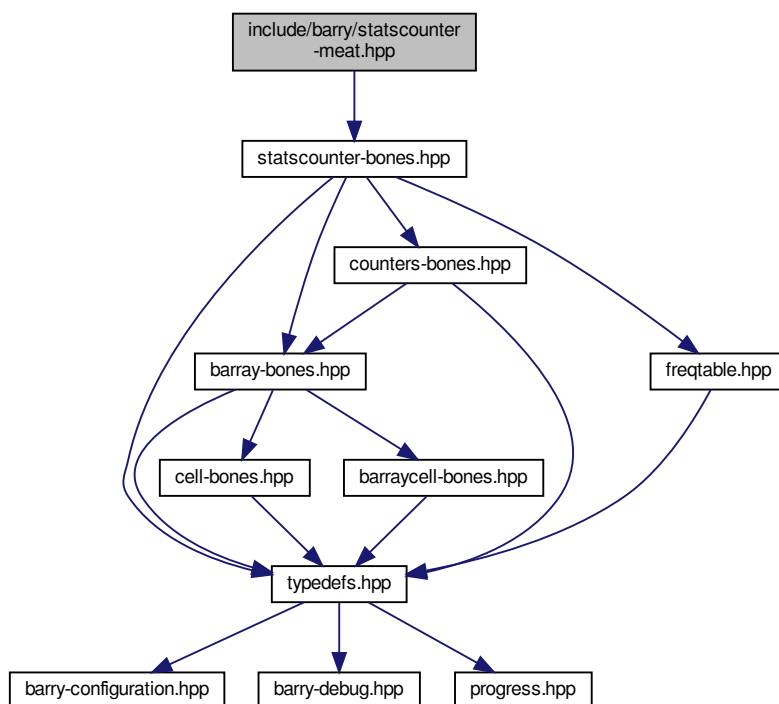 include/barry/statscounter
-meat.hpp
statscounter-bones.hpp
counters-bones.hpp
barray-bones.hpp
freqtable.hpp
cell-bones.hpp
barraycell-bones.hpp
typedefs.hpp
barry-configuration.hpp
barry-debug.hpp
progress.hpp